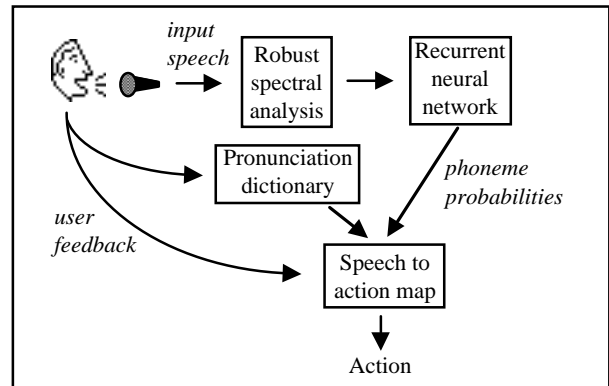 input
speech
Robust
spectral
analysis
Recurrent
neural
network
Pronunciation
dictionary
phoneme
probabilities
user
feedback
Speech to
action map
Action